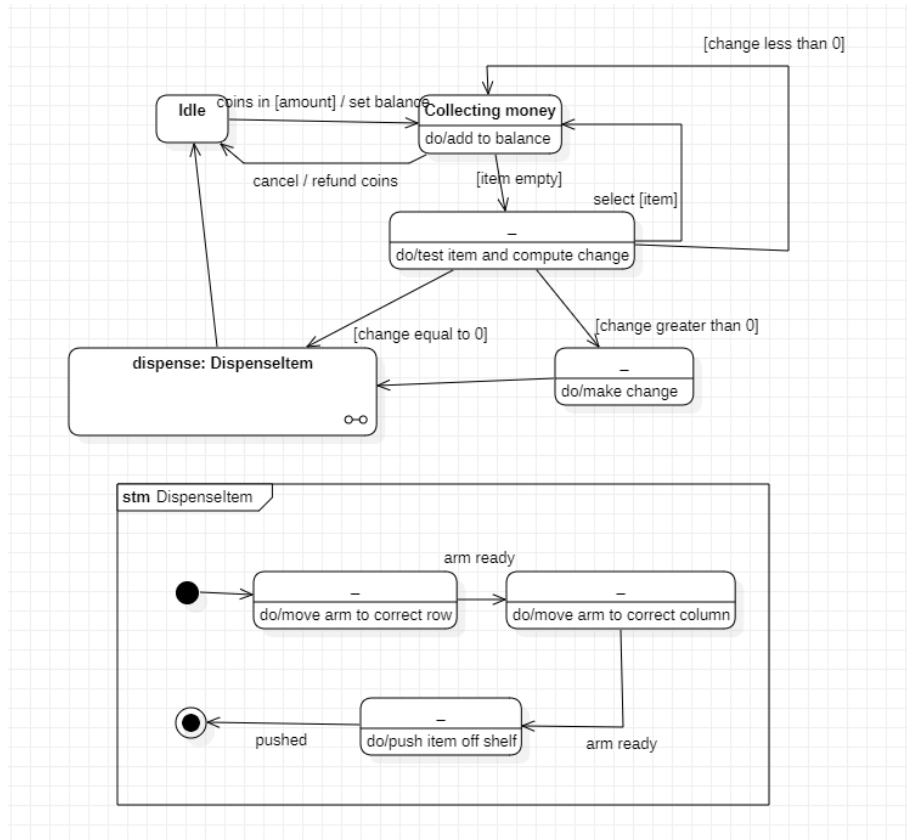 [change less than 0]
Idle
coins in [amount] / set balance
Collecting money
do/add to balance
cancel / refund coins
[item empty]
select [item]
–
do/test item and compute change
[change equal to 0]
[change greater than 0]
dispense: DispenseItem
–
do/make change
stm DispenseItem
arm ready
–
do/move arm to correct row
–
do/move arm to correct column
–
do/push item off shelf
pushed
arm ready